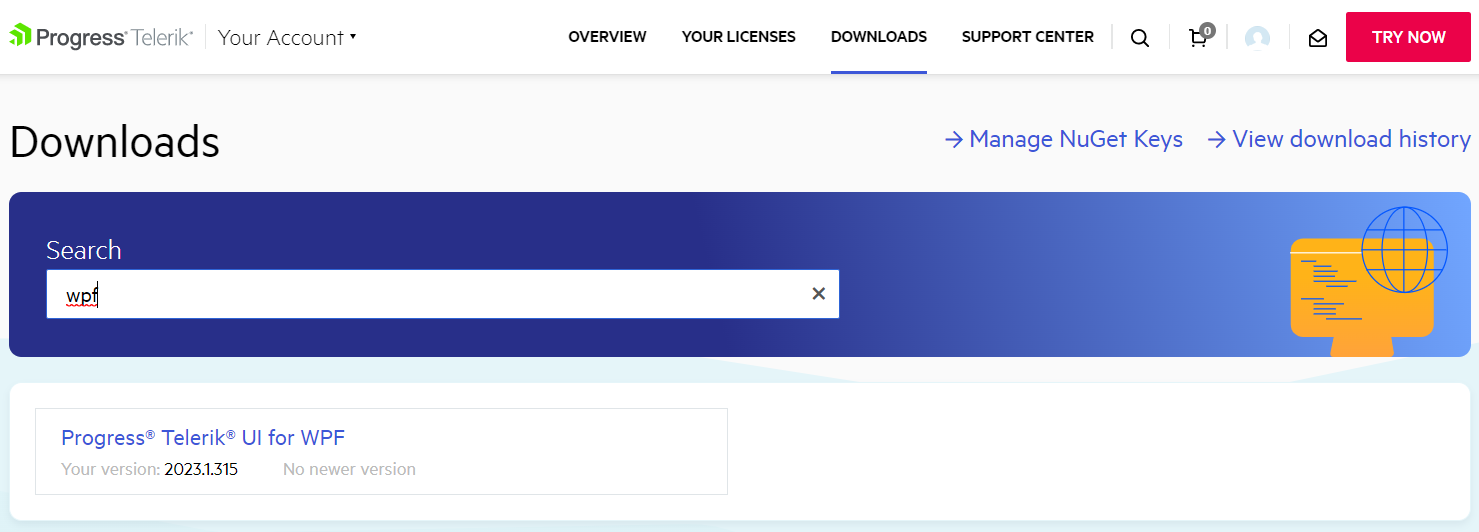 Progress® Telerik® Your Account OVERVIEW YOUR LICENSES DOWNLOADS SUPPORT CENTER 0 TRY NOW
Downloads → Manage NuGet Keys → View download history
Search
wpf
Progress® Telerik® UI for WPF
Your version: 2023.1.315 No newer version